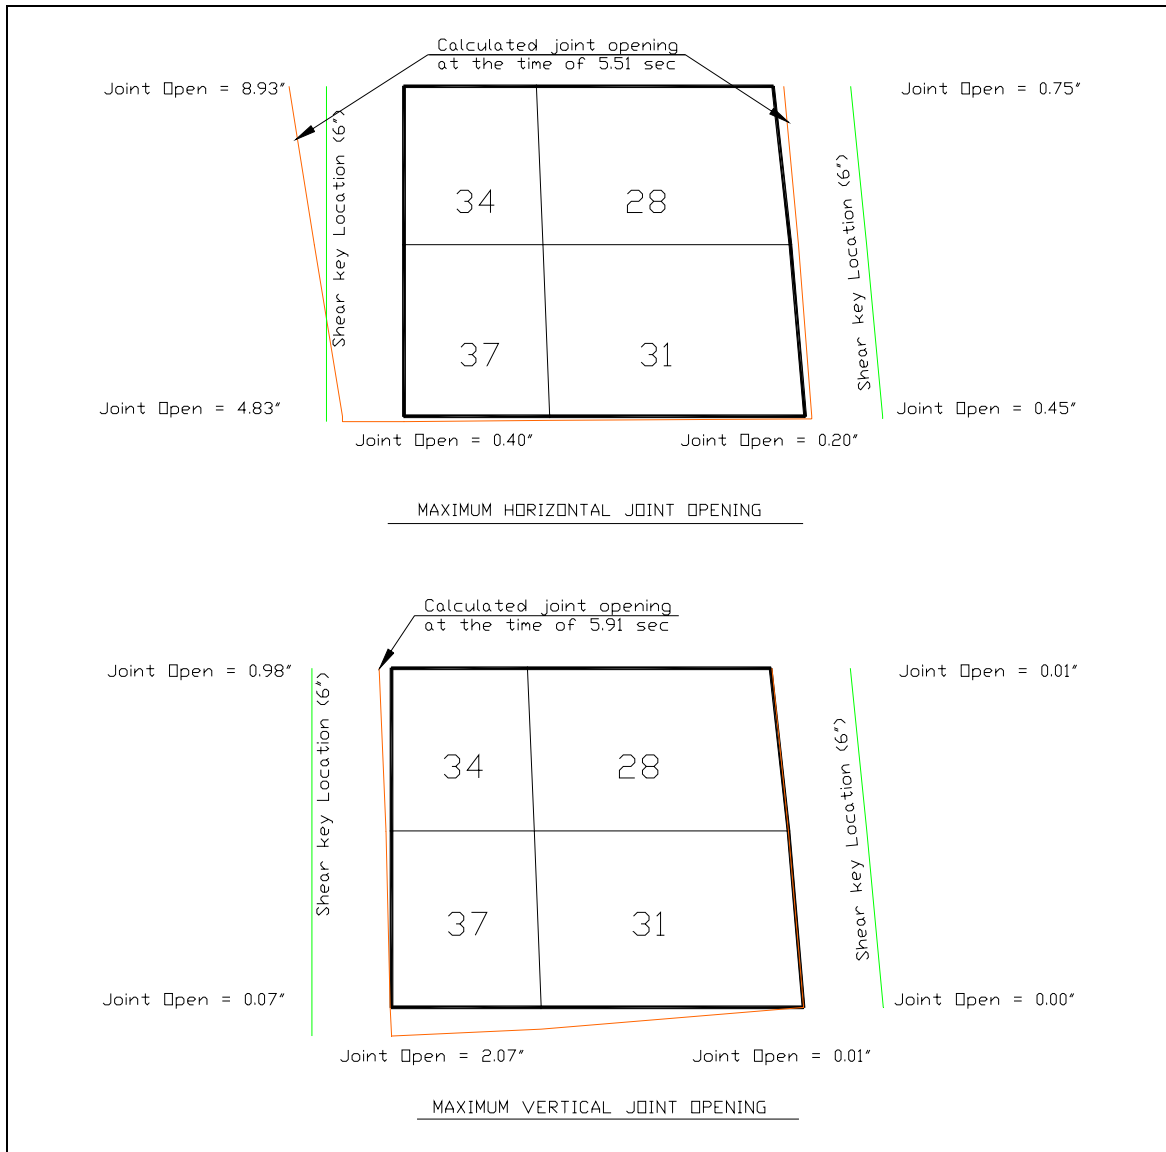 Calculated joint opening
at the time of 5.51 sec
Joint Open = 8.93"
Joint Open = 0.75"
Shear key Location (6")
Shear key Location (6")
34
28
37
31
Joint Open = 4.83"
Joint Open = 0.45"
Joint Open = 0.40"
Joint Open = 0.20"
MAXIMUM HORIZONTAL JOINT OPENING
Calculated joint opening
at the time of 5.91 sec
Joint Open = 0.98"
Joint Open = 0.01"
Shear key Location (6")
Shear key Location (6")
34
28
37
31
Joint Open = 0.07"
Joint Open = 0.00"
Joint Open = 2.07"
Joint Open = 0.01"
MAXIMUM VERTICAL JOINT OPENING